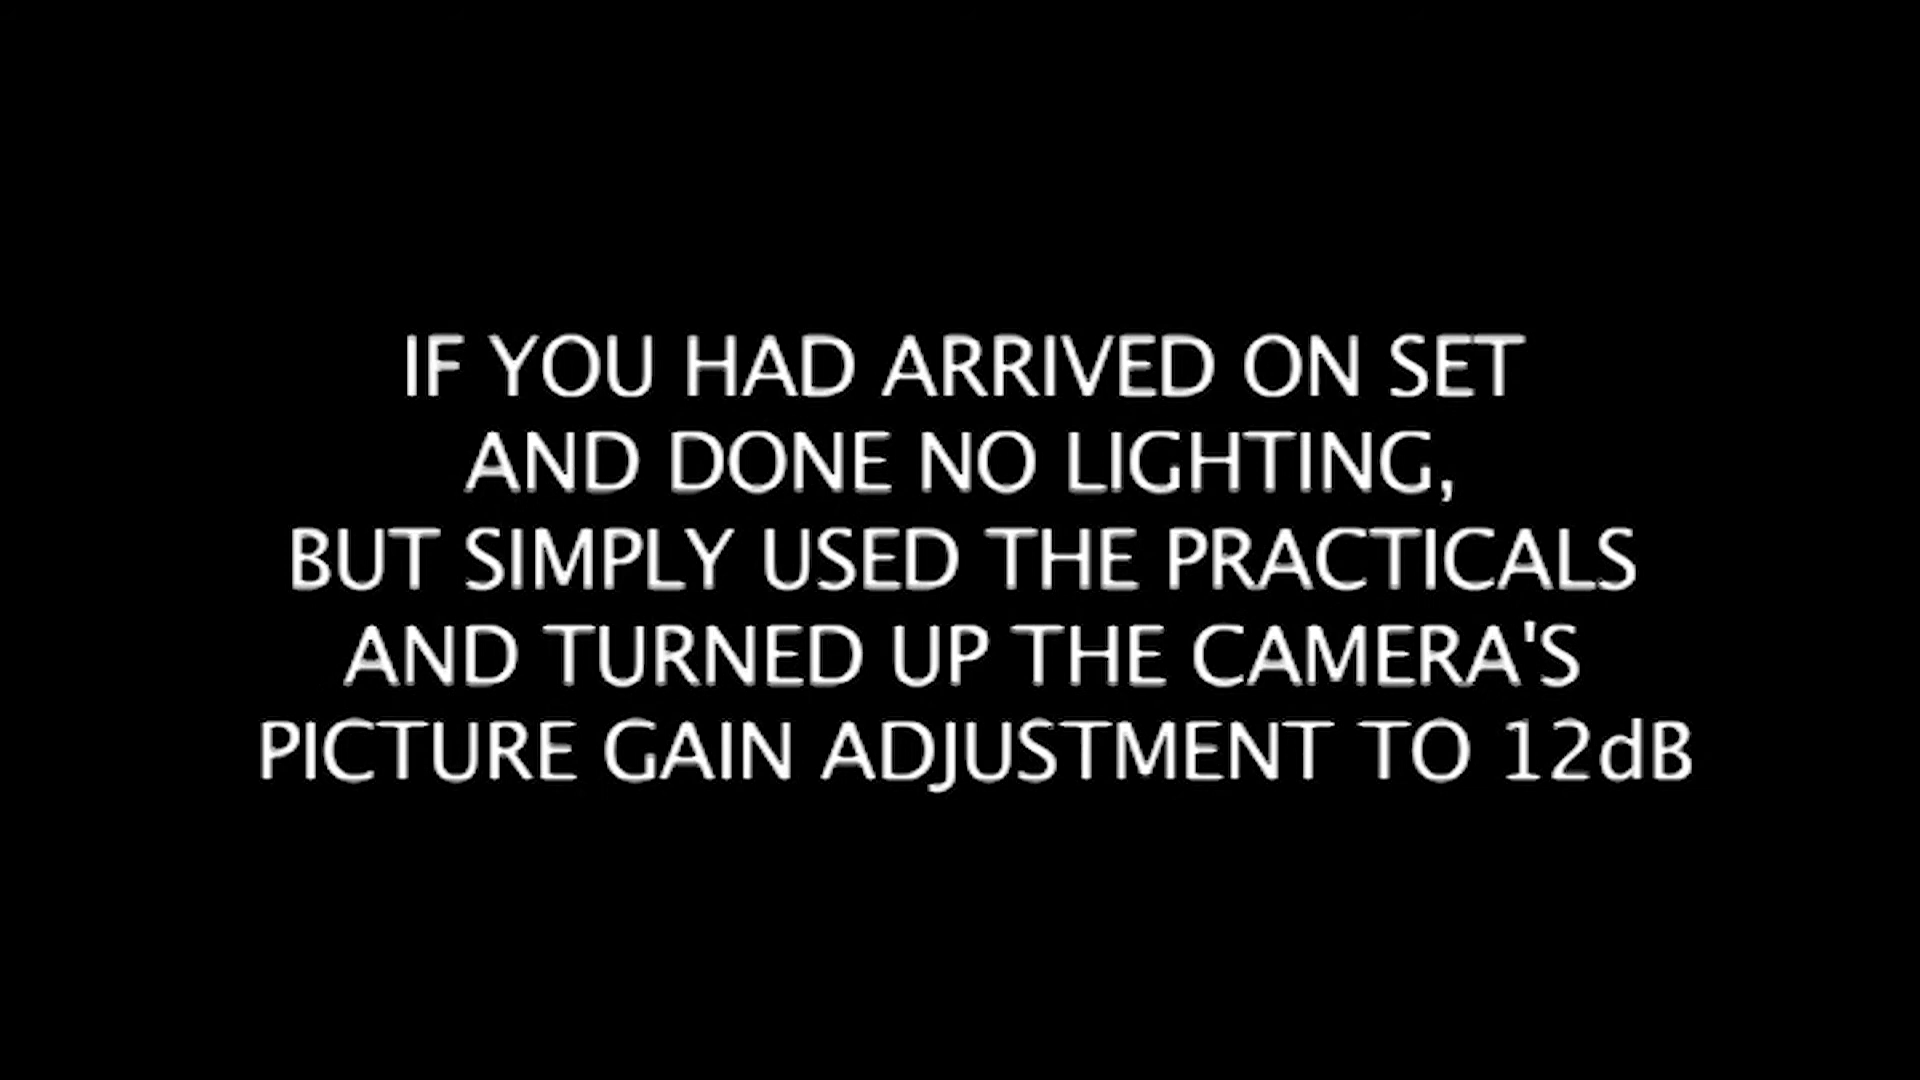 IF YOU HAD ARRIVED ON SET
AND DONE NO LIGHTING,
BUT SIMPLY USED THE PRACTICALS
AND TURNED UP THE CAMERA'S
PICTURE GAIN ADJUSTMENT TO 12dB